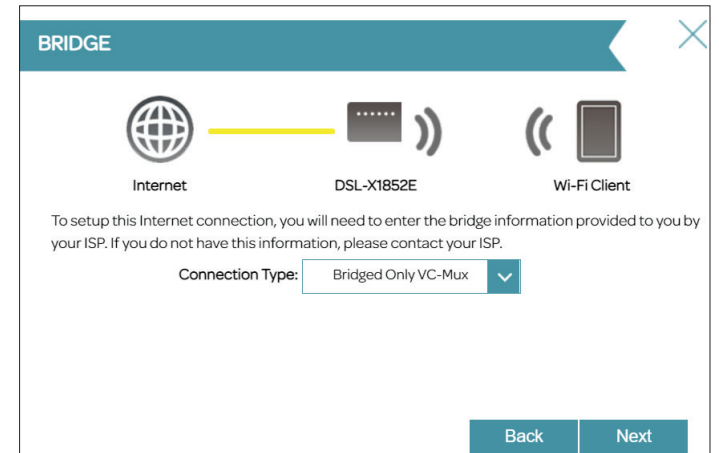 BRIDGE
Internet
DSL-X1852E
Wi-Fi Client
To setup this Internet connection, you will need to enter the bridge information provided to you by
your ISP. If you do not have this information, please contact your ISP.
Connection Type: Bridged Only VC-Mux
Back
Next